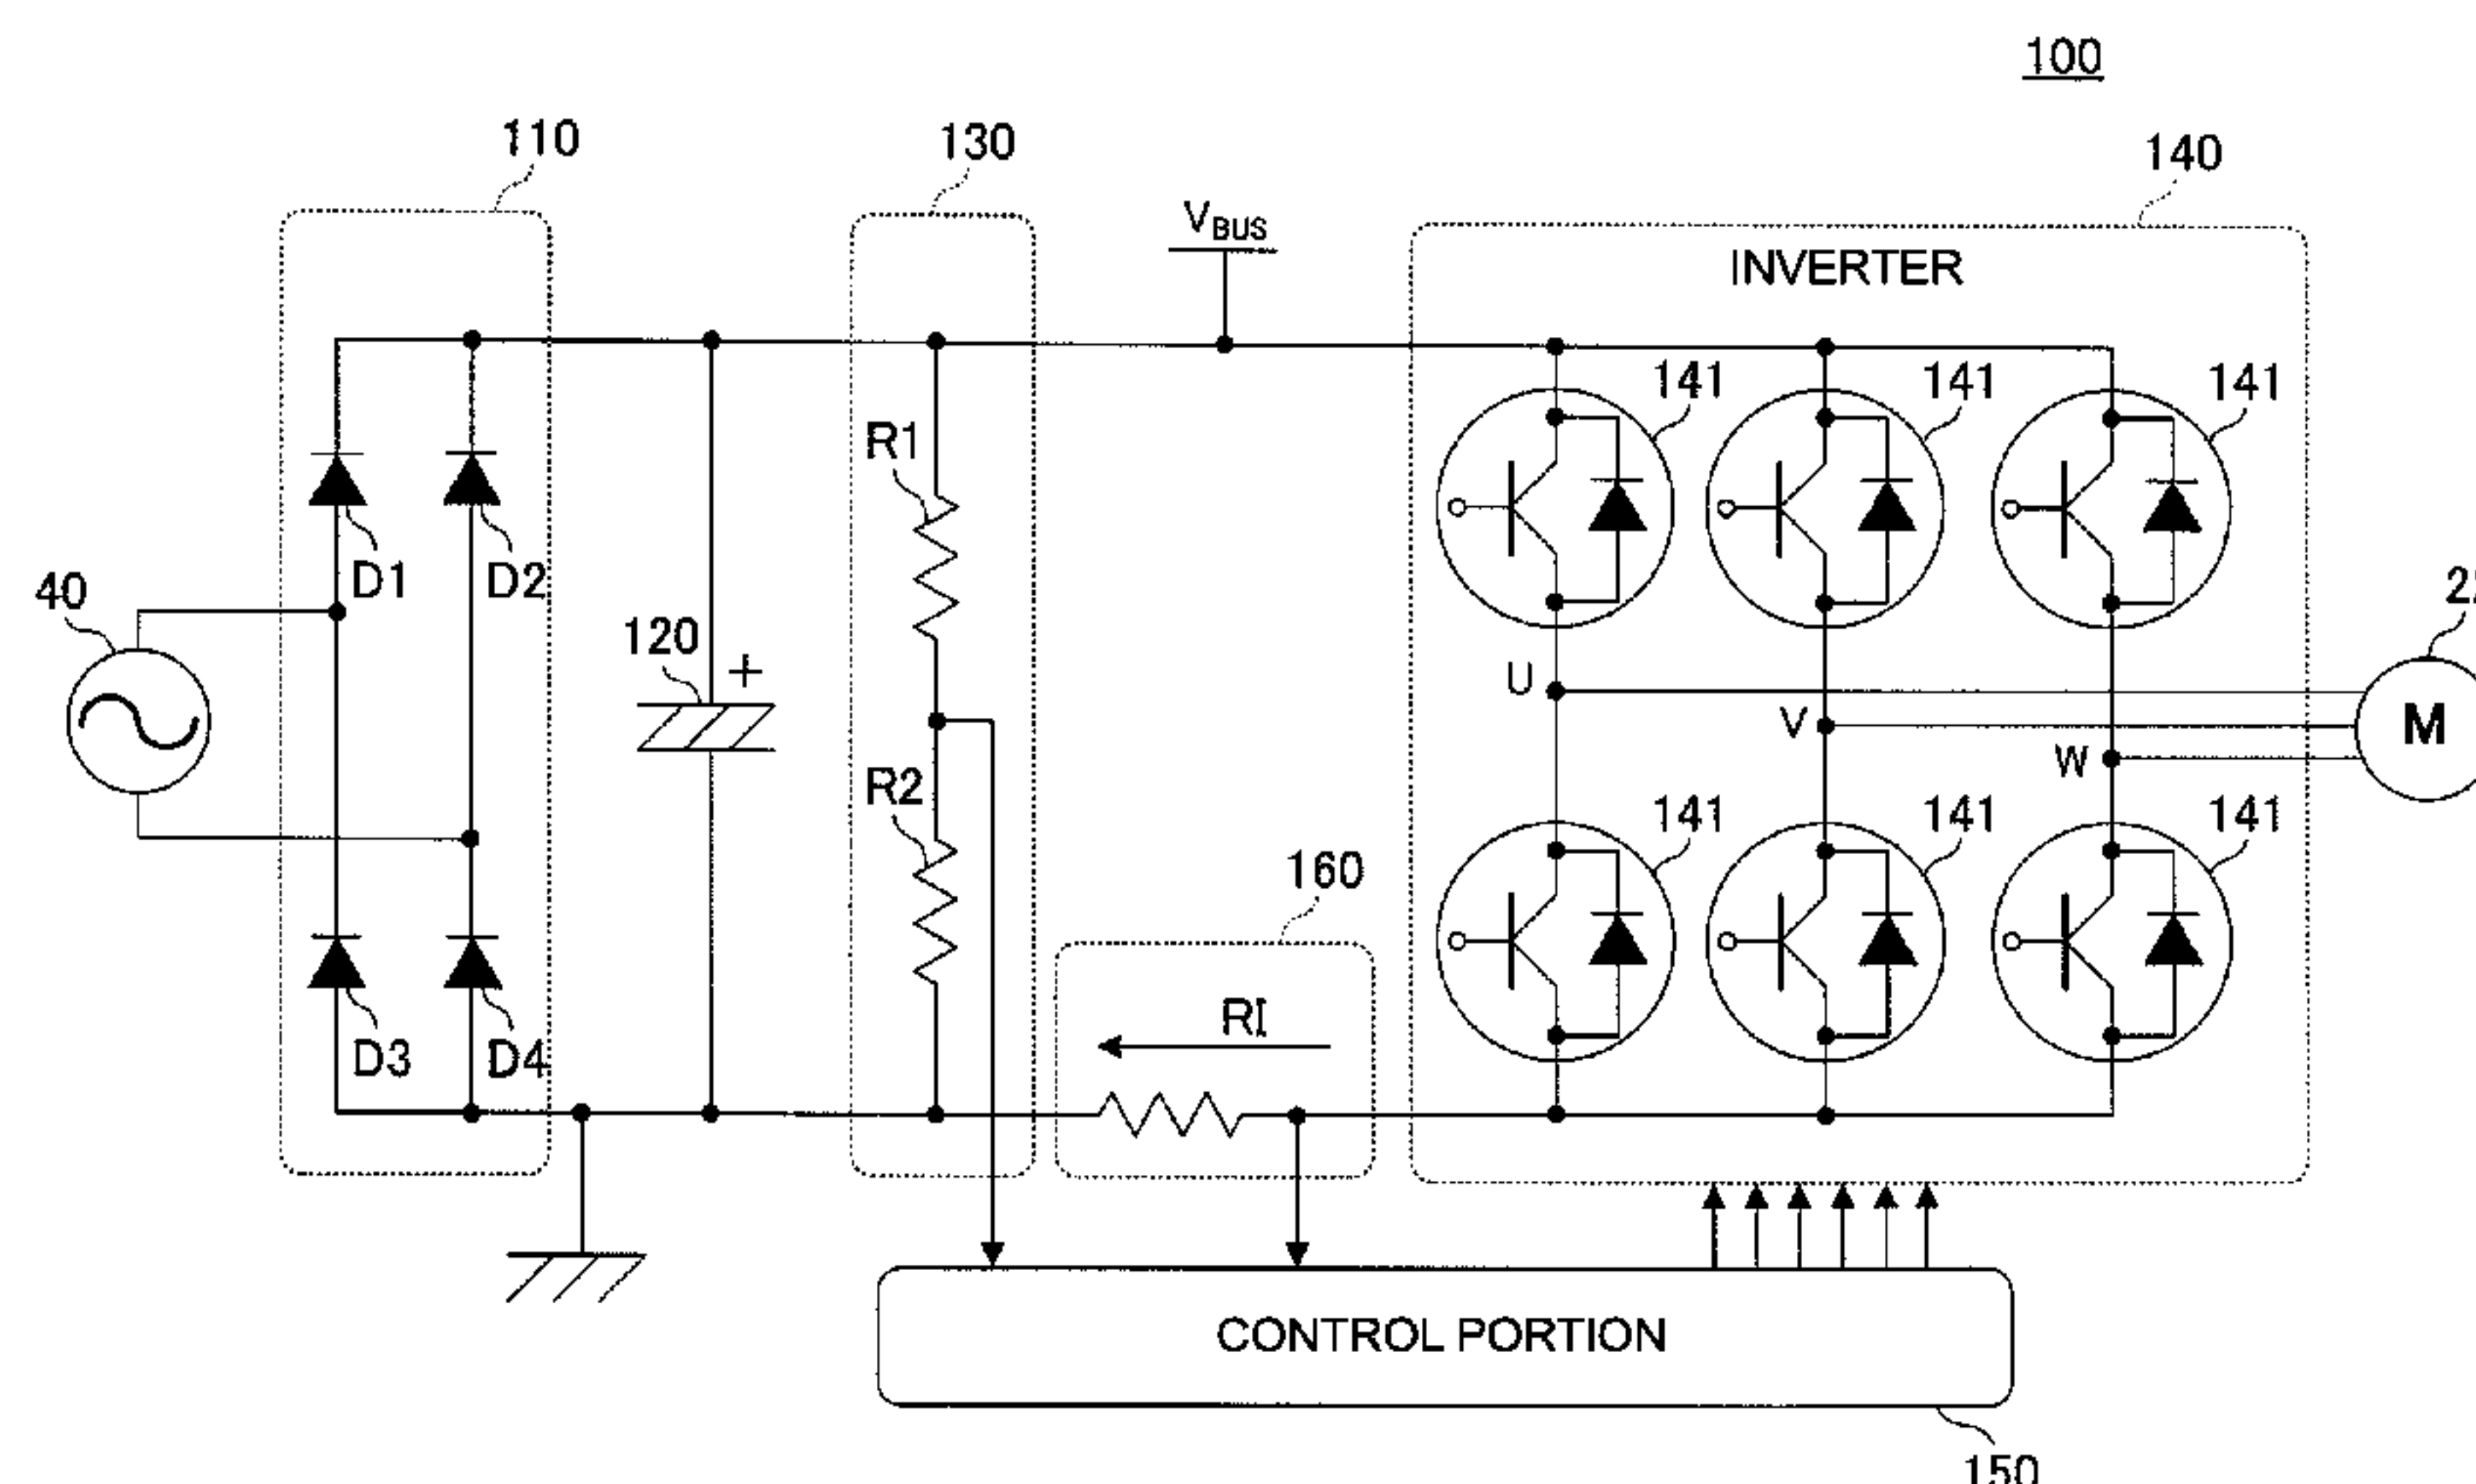 100
110
130
140
V_BUS
INVERTER
141
141
141
R1
D1
D2
40
120
+
U
V
W
M
R2
141
141
141
160
RI
D3
D4
CONTROL PORTION
150